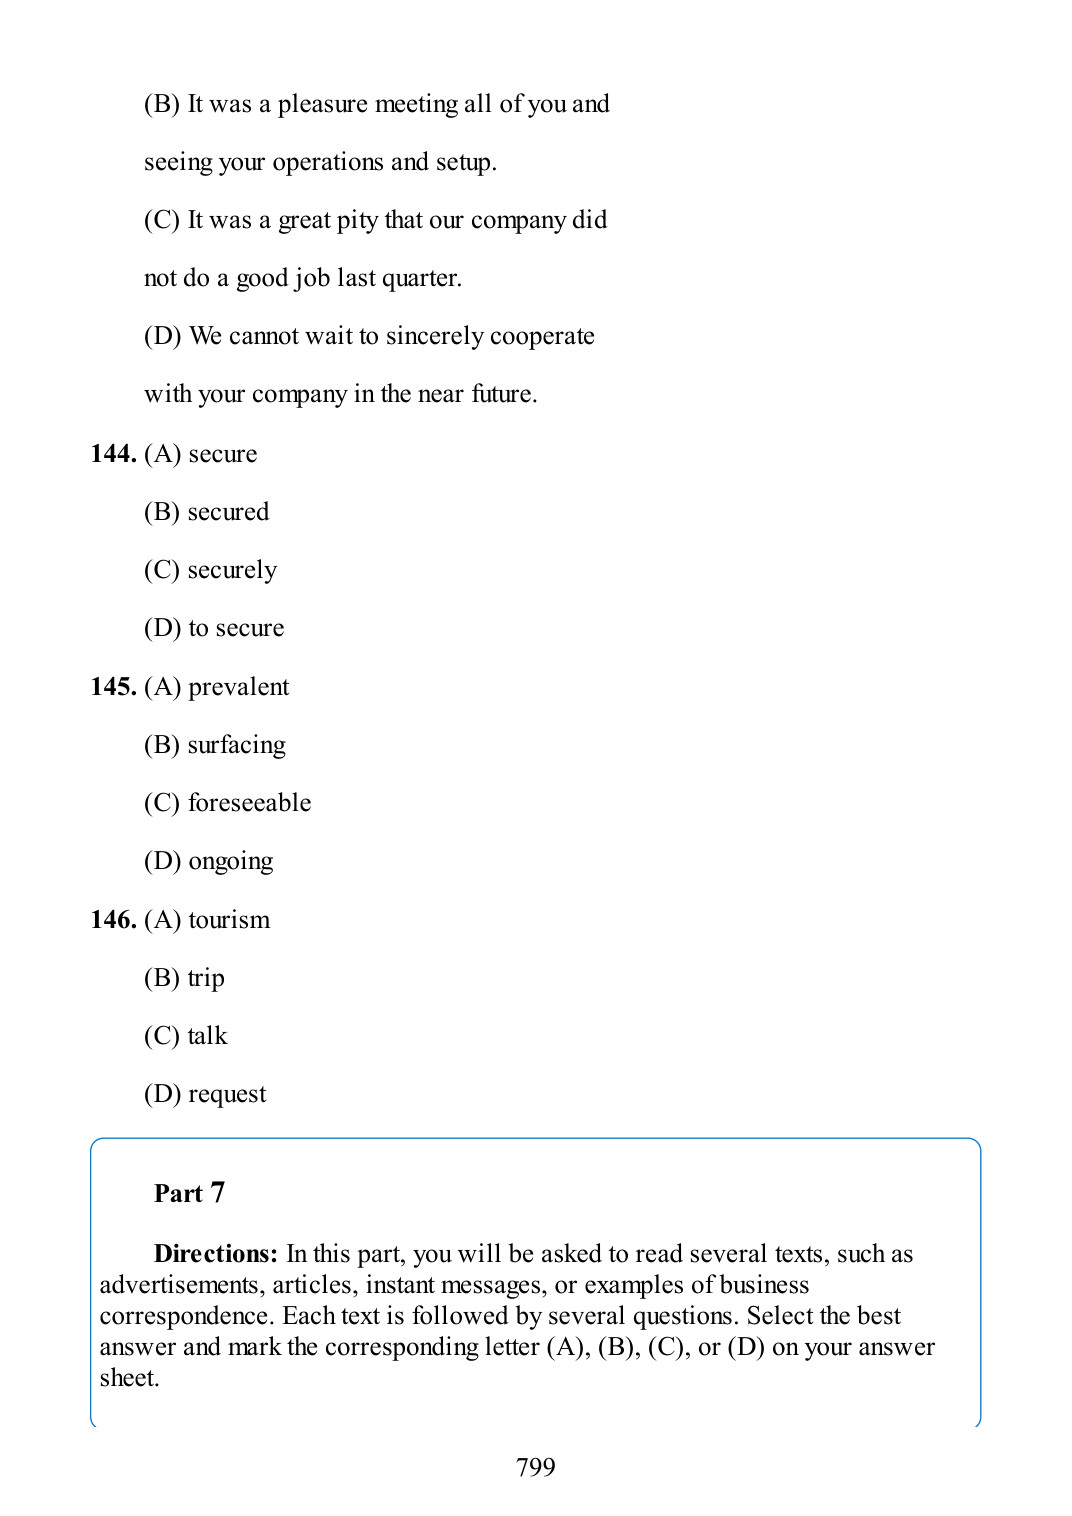 (B) It was a pleasure meeting all of you and
seeing your operations and setup.
(C) It was a great pity that our company did
not do a good job last quarter.
(D) We cannot wait to sincerely cooperate
with your company in the near future.
144. (A) secure
(B) secured
(C) securely
(D) to secure
145. (A) prevalent
(B) surfacing
(C) foreseeable
(D) ongoing
146. (A) tourism
(B) trip
(C) talk
(D) request
Part 7
Directions: In this part, you will be asked to read several texts, such as
advertisements, articles, instant messages, or examples of business
correspondence. Each text is followed by several questions. Select the best
answer and mark the corresponding letter (A), (B), (C), or (D) on your answer
sheet.
799